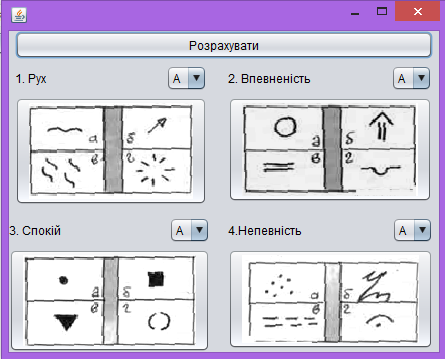 Розрахувати
1. Рух
A
2. Впевненість
A
а б
в г
а б
в г
3. Спокій
A
4.Непевність
A
а б
в г
а б
в г